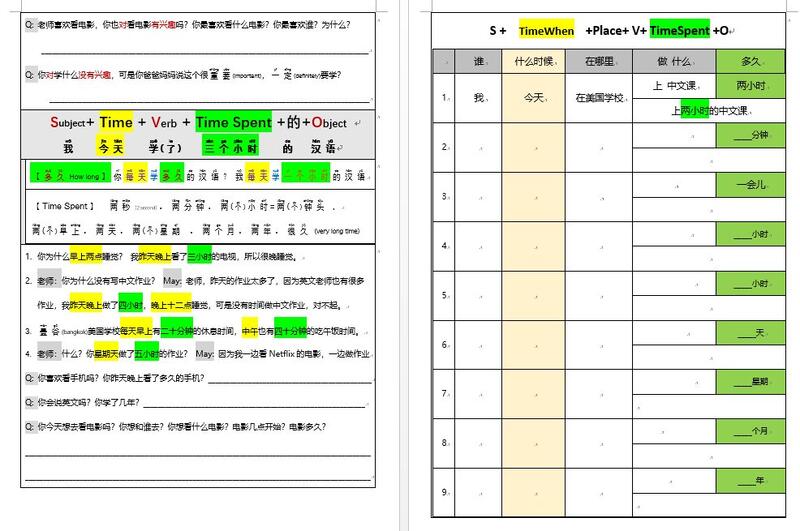 Q: 老师喜欢看电影，你也对看电影有兴趣吗？你最喜欢看什么电影？你最喜欢谁？为什么？
Q: 你对学什么没有兴趣，可是你爸爸妈妈说这个很重要(important)，一定(definitely)要学？
Subject+ Time + Verb + Time Spent +的+Object
我 今天 学(了) 三个小时 的 汉语
【多久 How long】你每天学多久的汉语？我每天学一个小时的汉语
【Time Spent】 两秒 (2 second)，两分钟，两(个)小时=两(个)钟头，
两(个)早上，两天，两(个)星期，两个月，两年，很久 (very long time)
1. 你为什么早上两点睡觉？ 我昨天晚上看了三小时的电视，所以很晚睡觉。
2. 老师：你为什么没有写中文作业？ May: 老师，昨天的作业太多了，因为英文老师也有很多
作业，我昨天晚上做了四小时，晚上十二点睡觉，可是没有时间做中文作业，对不起。
3. 曼谷(bangkok)美国学校每天早上有二十分钟的休息时间，中午也有四十分钟的吃午饭时间。
4. 老师：什么？你星期天做了五小时的作业？ May: 因为我一边看 Netflix 的电影，一边做作业
Q: 你喜欢看手机吗？你昨天晚上看了多久的手机？
Q: 你会说英文吗？你学了几年？
Q: 你今天想去看电影吗？你想和谁去？你想看什么电影？电影几点开始？电影多久？
S + TimeWhen +Place+ V+ TimeSpent +O
谁 什么时候 在哪里 做 什么 多久
1. 我 今天 在美国学校 上 中文课 两小时
上两小时的中文课
2. ____分钟
3. 一会儿
4. ____小时
5. ____小时
6. ____天
7. ____星期
8. ____个月
9. ____年